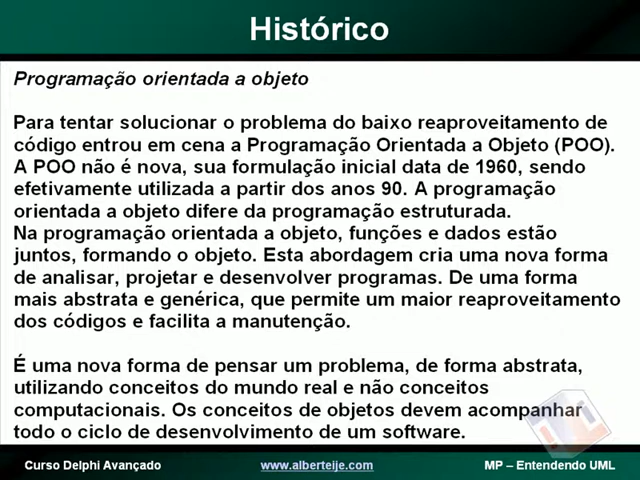 Histórico
Programação orientada a objeto
Para tentar solucionar o problema do baixo reaproveitamento de
código entrou em cena a Programação Orientada a Objeto (POO).
A POO não é nova, sua formulação inicial data de 1960, sendo
efetivamente utilizada a partir dos anos 90. A programação
orientada a objeto difere da programação estruturada.
Na programação orientada a objeto, funções e dados estão
juntos, formando o objeto. Esta abordagem cria uma nova forma
de analisar, projetar e desenvolver programas. De uma forma
mais abstrata e genérica, que permite um maior reaproveitamento
dos códigos e facilita a manutenção.
É uma nova forma de pensar um problema, de forma abstrata,
utilizando conceitos do mundo real e não conceitos
computacionais. Os conceitos de objetos devem acompanhar
todo o ciclo de desenvolvimento de um software.
Curso Delphi Avançado
www.alberteije.com
MP – Entendendo UML